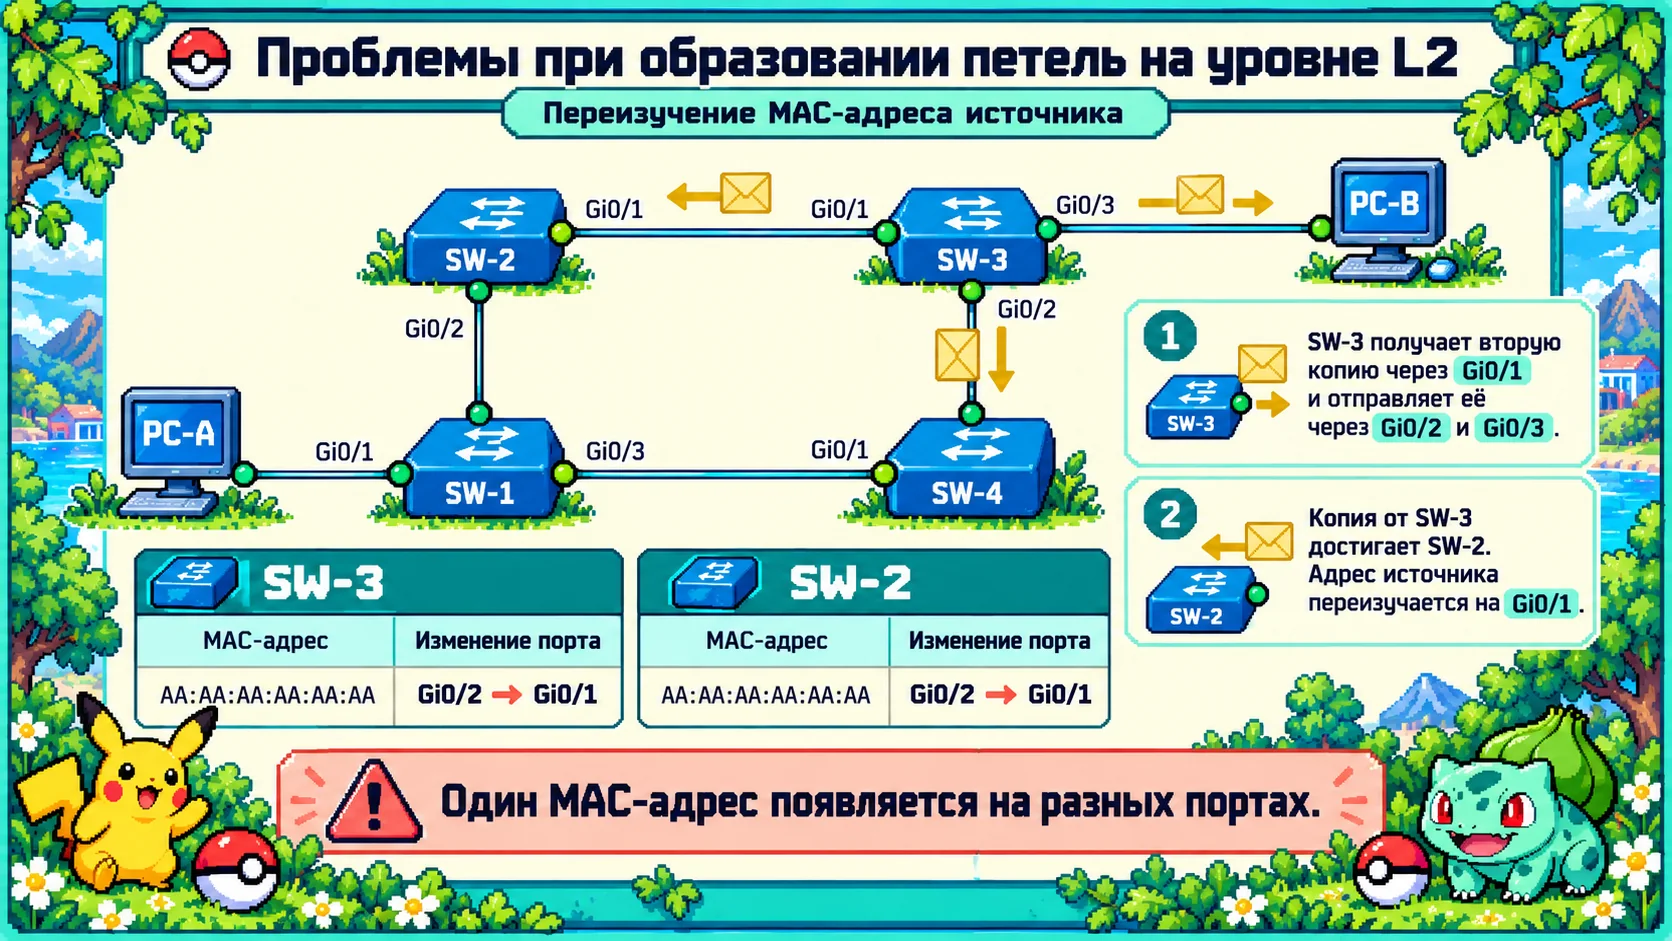 Проблемы при образовании петель на уровне L2
Переизучение MAC-адреса источника
Gi0/1
Gi0/1
Gi0/3
PC-B
SW-2
SW-3
Gi0/2
Gi0/2
PC-A
Gi0/1
Gi0/3
Gi0/1
SW-1
SW-4
1
SW-3 получает вторую
копию через Gi0/1
и отправляет её
через Gi0/2 и Gi0/3.
SW-3
2
Копия от SW-3
достигает SW-2.
Адрес источника
переизучается на Gi0/1.
SW-2
SW-3
MAC-адрес Изменение порта
AA:AA:AA:AA:AA:AA Gi0/2 → Gi0/1
SW-2
MAC-адрес Изменение порта
AA:AA:AA:AA:AA:AA Gi0/2 → Gi0/1
! Один MAC-адрес появляется на разных портах.